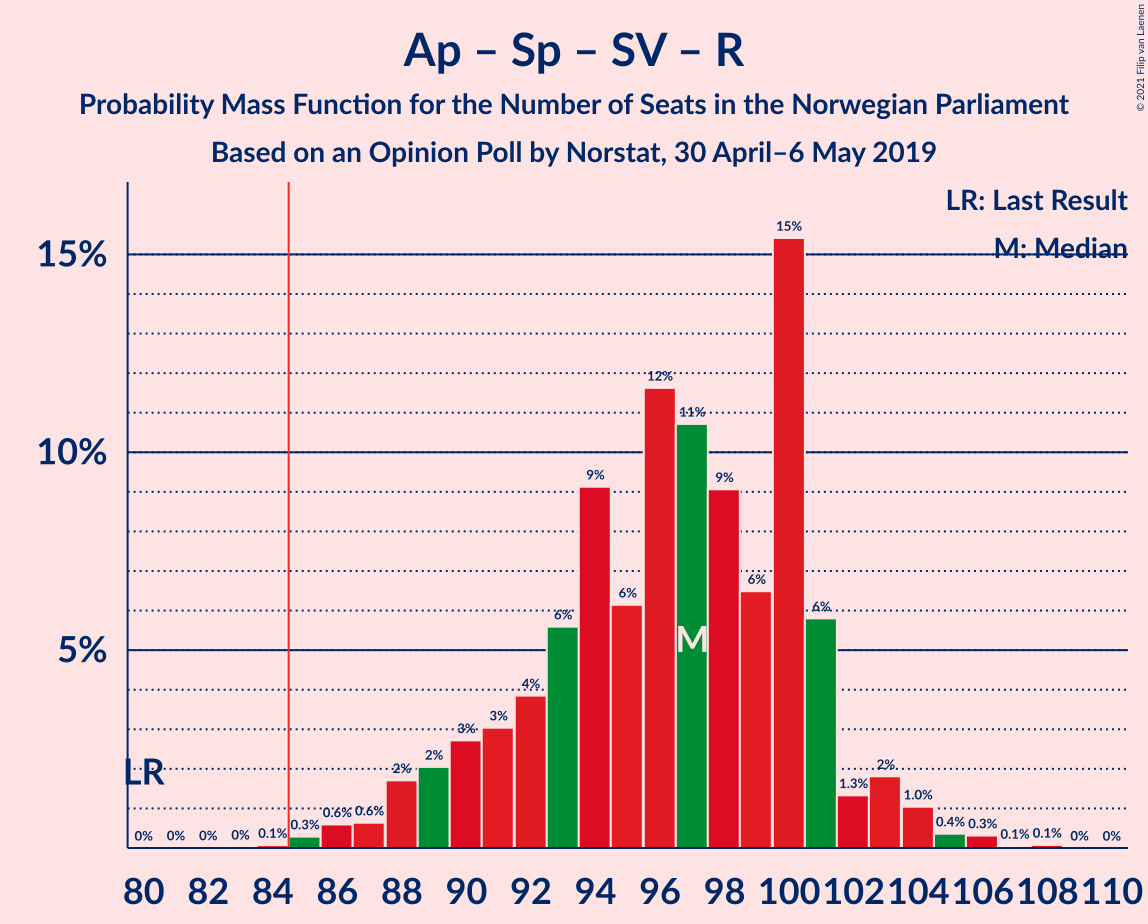 Ap – Sp – SV – R
Probability Mass Function for the Number of Seats in the Norwegian Parliament
Based on an Opinion Poll by Norstat, 30 April–6 May 2019
© 2021 Filip van Laenen
LR: Last Result
M: Median
15%
10%
5%
LR
M
0% 0% 0% 0% 0.1% 0.3% 0.6% 0.6% 2% 2% 3% 3% 4% 6% 9% 6% 12% 11% 9% 6% 15% 6% 1.3% 2% 1.0% 0.4% 0.3% 0.1% 0.1% 0% 0%
80 82 84 86 88 90 92 94 96 98 100 102 104 106 108 110